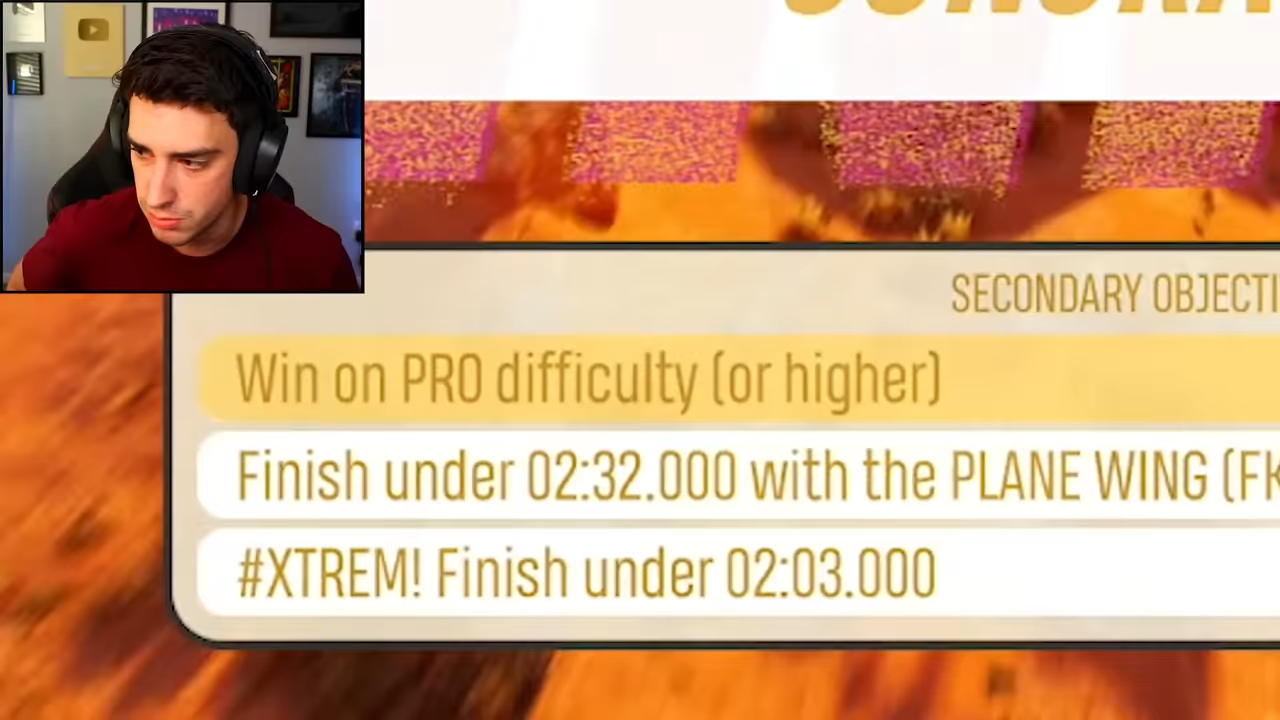 SECONDARY OBJECTI
Win on PRO difficulty (or higher)
Finish under 02:32.000 with the PLANE WING (FK
#XTREM! Finish under 02:03.000